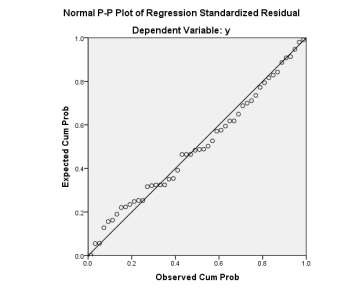 Normal P-P Plot of Regression Standardized Residual
Dependent Variable: y
1.0
0.8
0.6
0.4
0.2
0.0
Expected Cum Prob
0.0 0.2 0.4 0.6 0.8 1.0
Observed Cum Prob